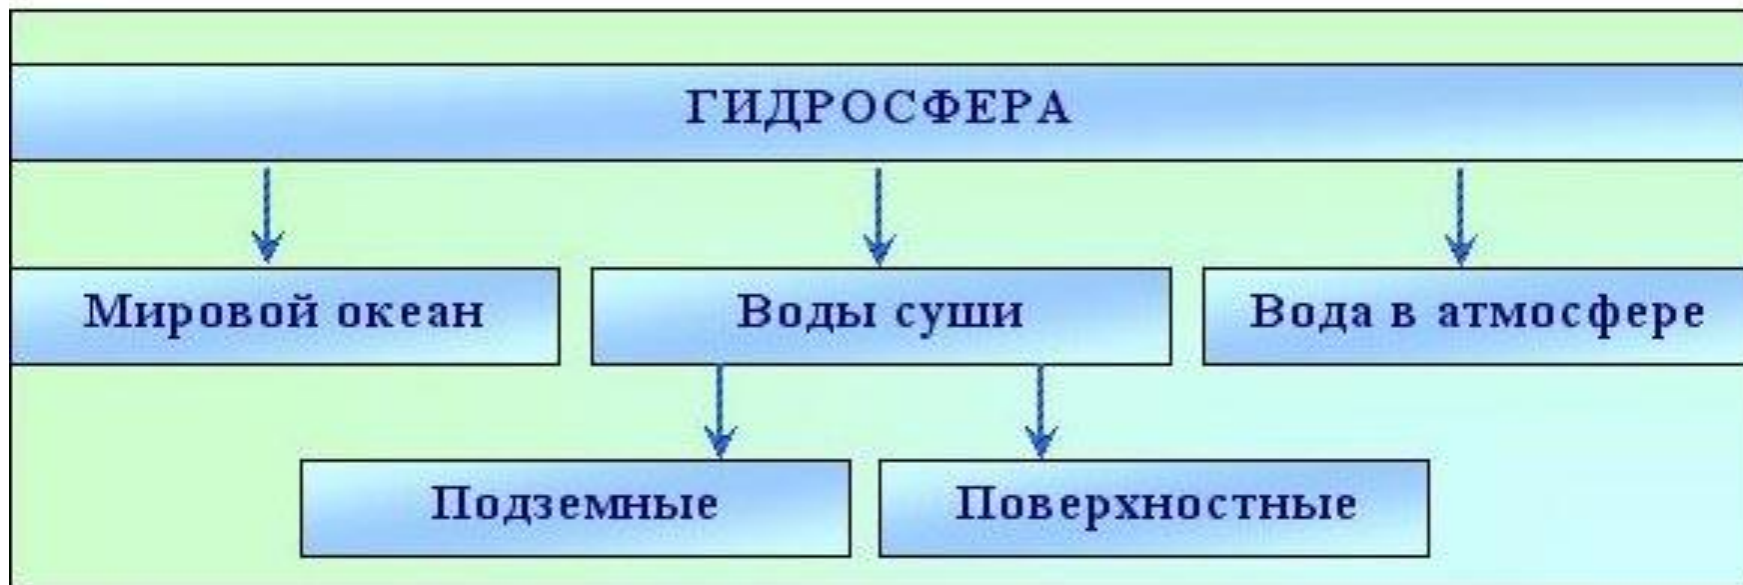 ГИДРОСФЕРА
Мировой океан
Воды суши
Вода в атмосфере
Подземные
Поверхностные